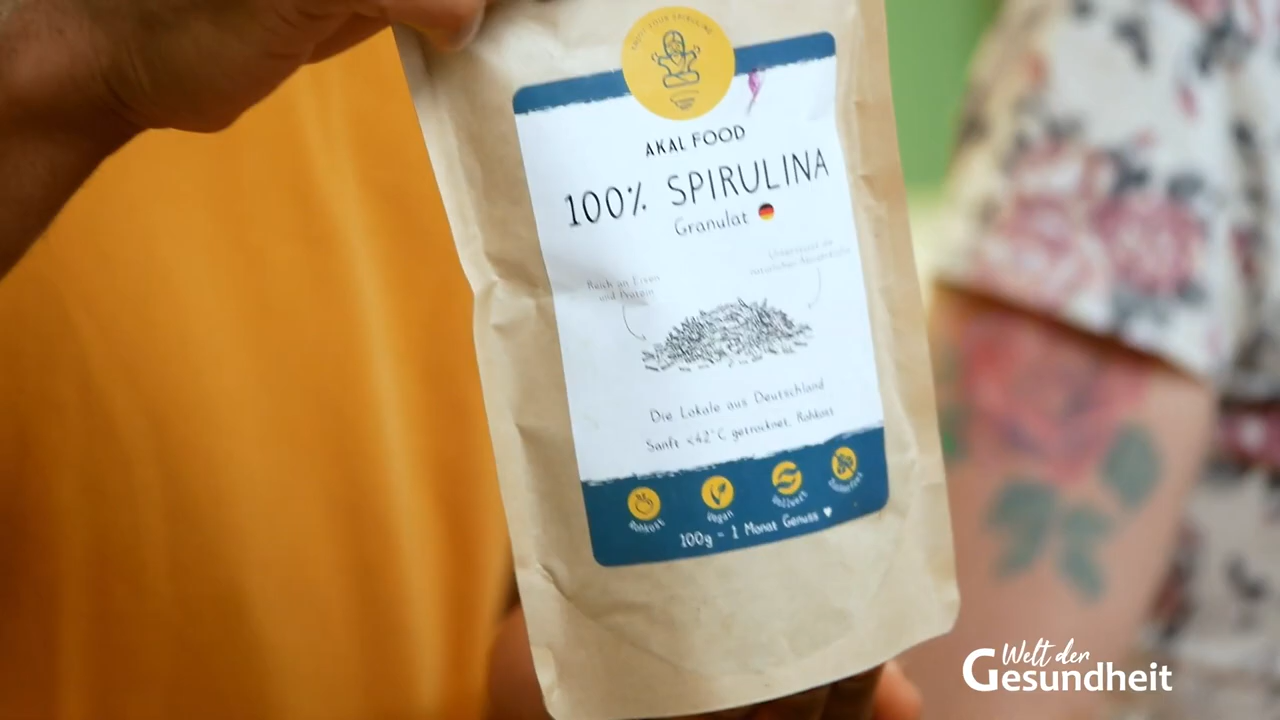 AKAL FOOD
100% SPIRULINA
Granulat
Reich an Eisen
und Protein
Die Lokale aus Deutschland
Sanft <42°C getrocknet, Rohkost
Rohkost
Vegan
100g - 1 Monat Genuss
Welt der
Gesundheit